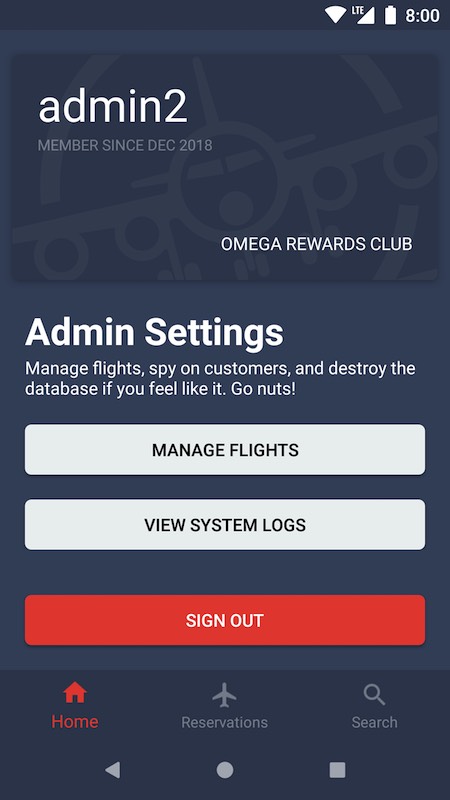 LTE 8:00
admin2
MEMBER SINCE DEC 2018
OMEGA REWARDS CLUB
Admin Settings
Manage flights, spy on customers, and destroy the
database if you feel like it. Go nuts!
MANAGE FLIGHTS
VIEW SYSTEM LOGS
SIGN OUT
Home Reservations Search